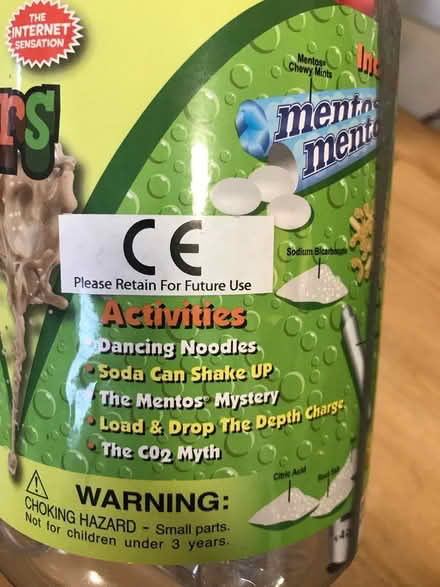 THE
INTERNET
SENSATION
rs
Mentos®
Chewy Mints
mentos
mentos
CE
Please Retain For Future Use
Sodium Bicarbonate
Activities
• Dancing Noodles
• Soda Can Shake UP
• The Mentos® Mystery
• Load & Drop The Depth Charge
• The CO2 Myth
Citric Acid
WARNING:
CHOKING HAZARD - Small parts.
Not for children under 3 years.